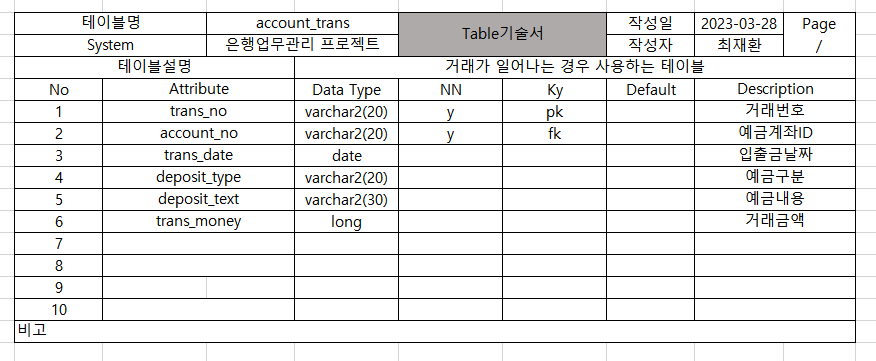 테이블명 account_trans Table기술서 작성일 2023-03-28 Page
System 은행업무관리 프로젝트 작성자 최재환 /
테이블설명 거래가 일어나는 경우 사용하는 테이블
No Attribute Data Type NN Ky Default Description
1 trans_no varchar2(20) y pk 거래번호
2 account_no varchar2(20) y fk 예금계좌ID
3 trans_date date 입출금날짜
4 deposit_type varchar2(20) 예금구분
5 deposit_text varchar2(30) 예금내용
6 trans_money long 거래금액
7
8
9
10
비고